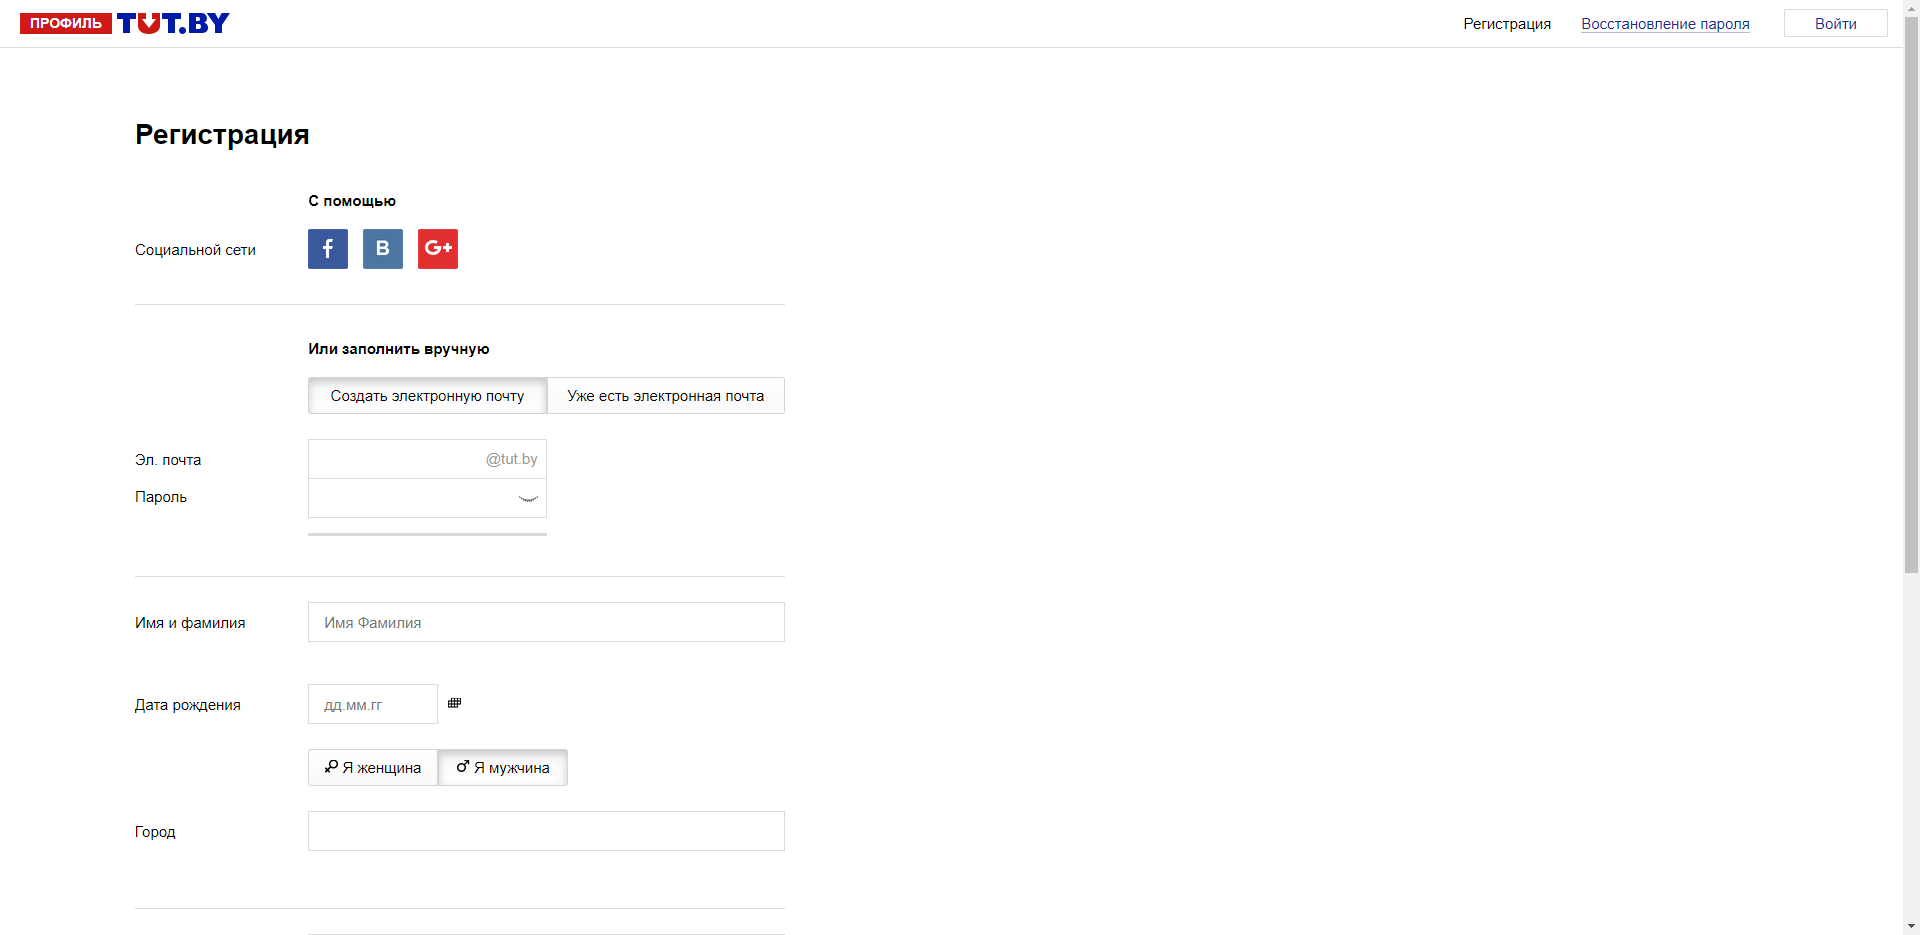 ПРОФИЛЬ TUT.BY
Регистрация
Восстановление пароля
Войти
Регистрация
С помощью
Социальной сети
f
B
G+
Или заполнить вручную
Создать электронную почту
Уже есть электронная почта
Эл. почта
@tut.by
Пароль
Имя и фамилия
Имя Фамилия
Дата рождения
дд.мм.гг
Я женщина
Я мужчина
Город